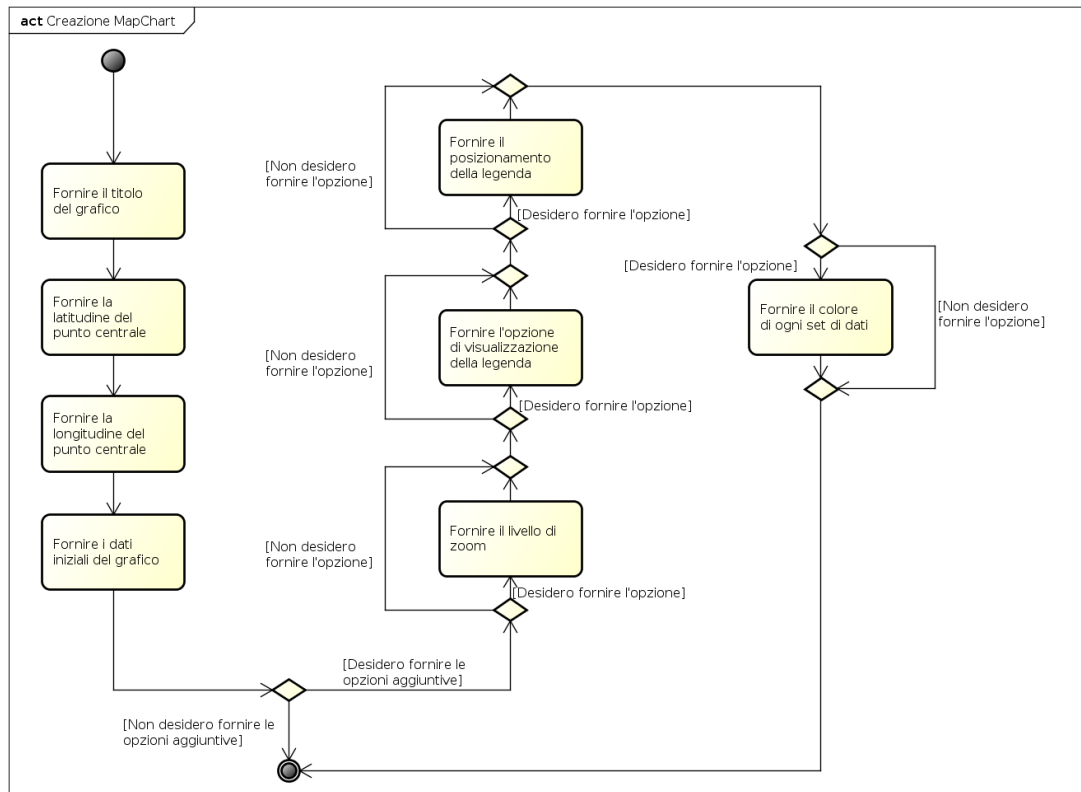 act Creazione MapChart
Fornire il titolo
del grafico
Fornire la
latitudine del
punto centrale
Fornire la
longitudine del
punto centrale
Fornire i dati
iniziali del grafico
[Non desidero fornire le
opzioni aggiuntive]
[Desidero fornire le
opzioni aggiuntive]
[Desidero fornire l'opzione]
[Non desidero
fornire l'opzione]
Fornire il livello di
zoom
[Desidero fornire l'opzione]
[Non desidero
fornire l'opzione]
Fornire l'opzione
di visualizzazione
della legenda
[Desidero fornire l'opzione]
[Non desidero
fornire l'opzione]
Fornire il
posizionamento
della legenda
[Desidero fornire l'opzione]
[Non desidero
fornire l'opzione]
Fornire il colore
di ogni set di dati